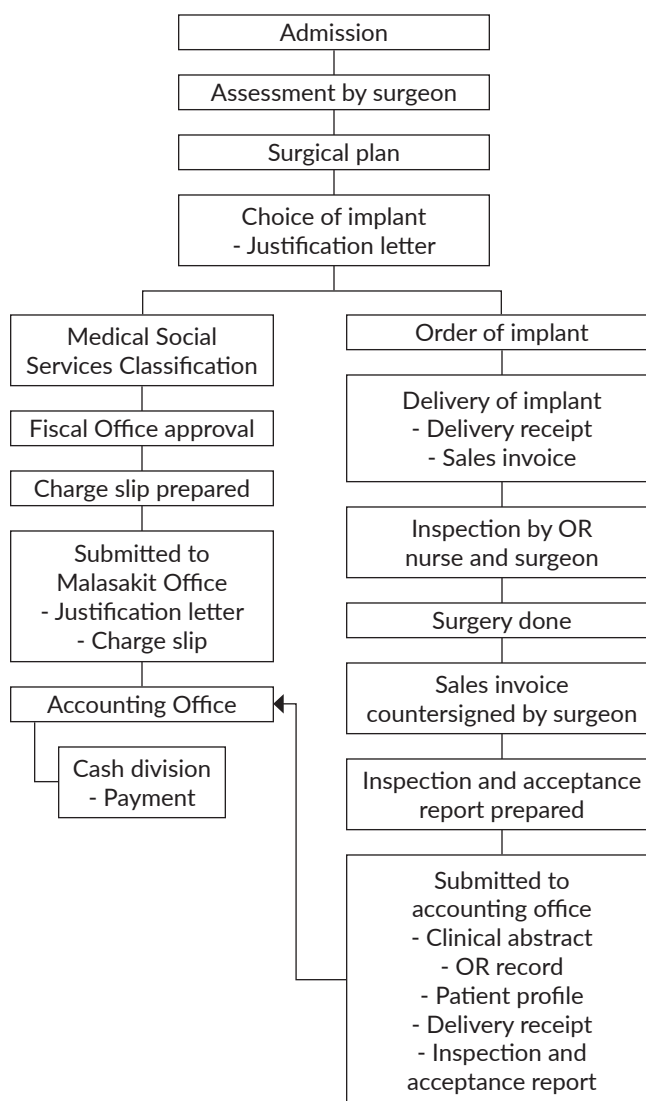 Admission
Assessment by surgeon
Surgical plan
Choice of implant
- Justification letter
Medical Social
Services Classification
Fiscal Office approval
Charge slip prepared
Submitted to
Malasakit Office
- Justification letter
- Charge slip
Accounting Office
Cash division
- Payment
Order of implant
Delivery of implant
- Delivery receipt
- Sales invoice
Inspection by OR
nurse and surgeon
Surgery done
Sales invoice
countersigned by surgeon
Inspection and acceptance
report prepared
Submitted to
accounting office
- Clinical abstract
- OR record
- Patient profile
- Delivery receipt
- Inspection and
acceptance report